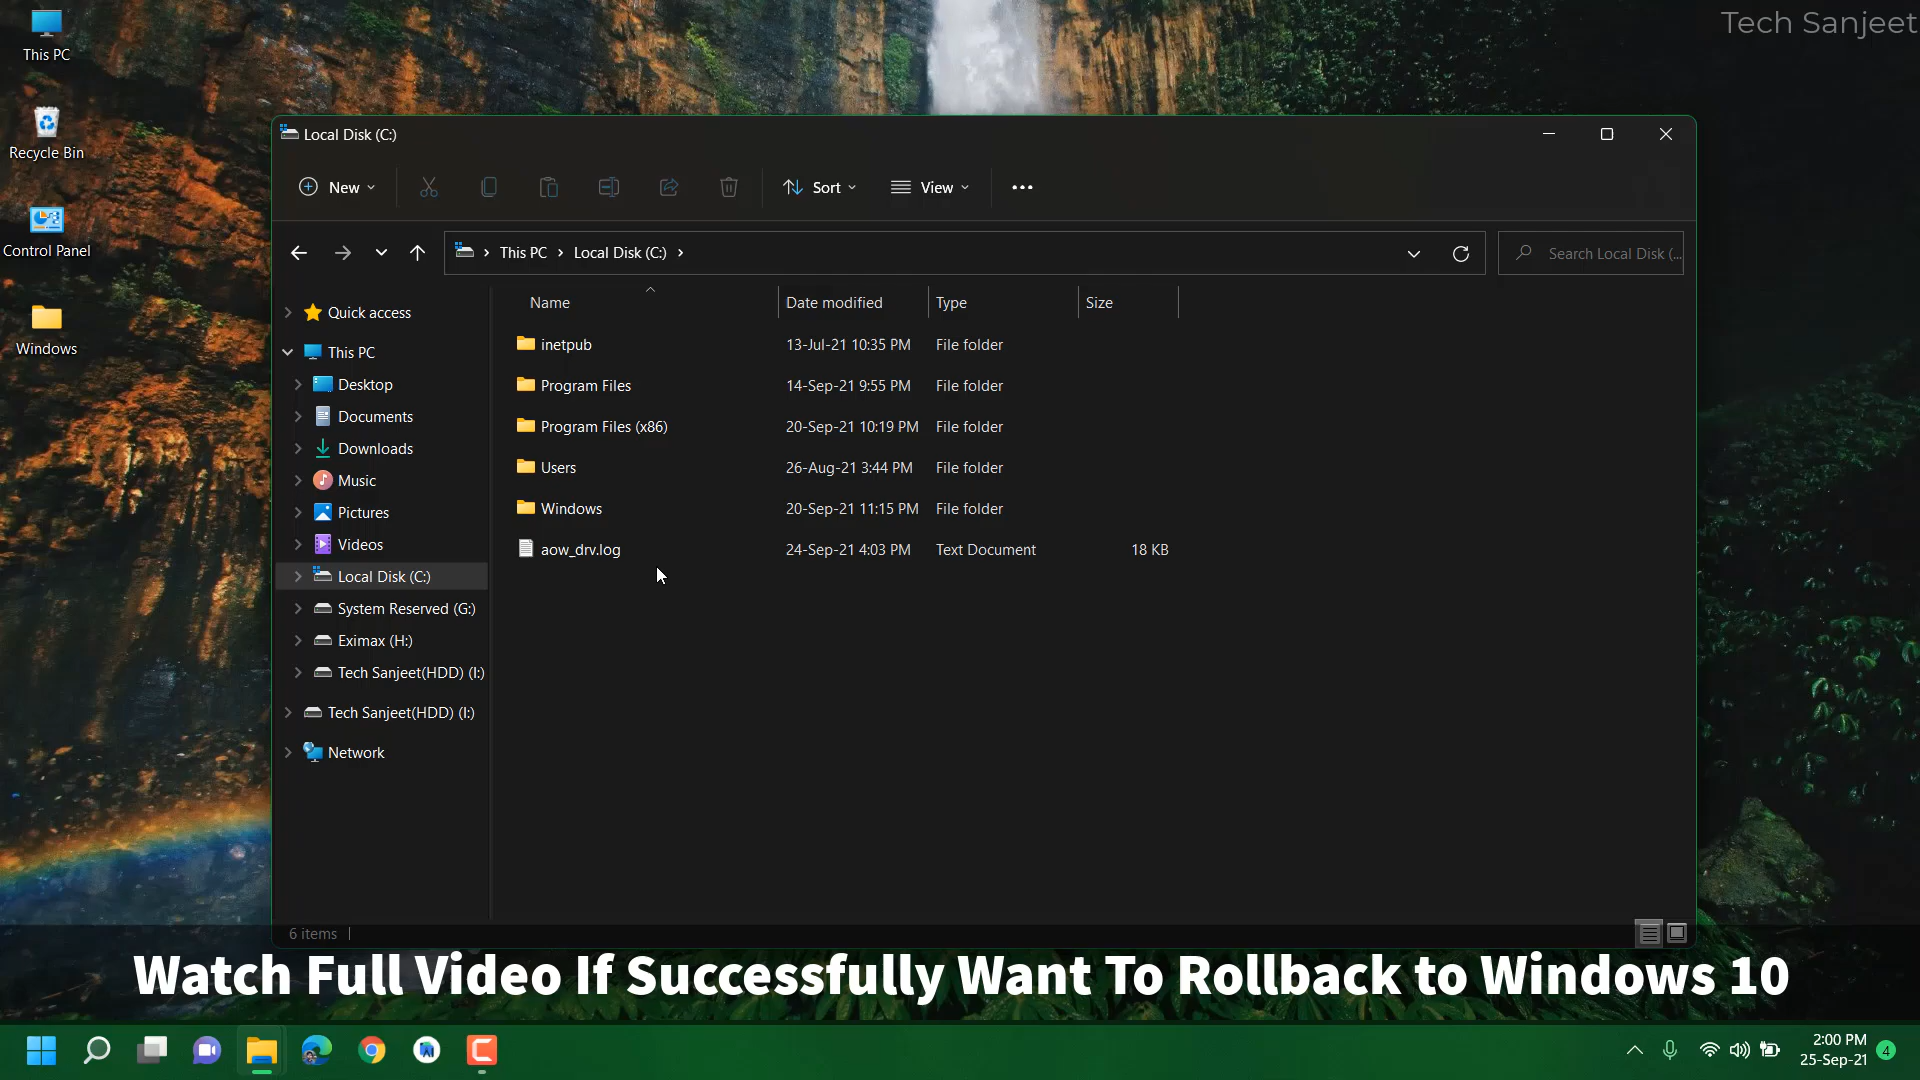 Tech Sanjeet
This PC
Recycle Bin
Control Panel
Windows
Local Disk (C:)
New
Sort
View
This PC
Local Disk (C:)
Search Local Disk (...
Quick access
This PC
Desktop
Documents
Downloads
Music
Pictures
Videos
Local Disk (C:)
System Reserved (G:)
Eximax (H:)
Tech Sanjeet(HDD) (I:)
Tech Sanjeet(HDD) (I:)
Network
Name Date modified Type Size
inetpub 13-Jul-21 10:35 PM File folder
Program Files 14-Sep-21 9:55 PM File folder
Program Files (x86) 20-Sep-21 10:19 PM File folder
Users 26-Aug-21 3:44 PM File folder
Windows 20-Sep-21 11:15 PM File folder
aow_drv.log 24-Sep-21 4:03 PM Text Document 18 KB
6 items
Watch Full Video If Successfully Want To Rollback to Windows 10
2:00 PM
25-Sep-21
4